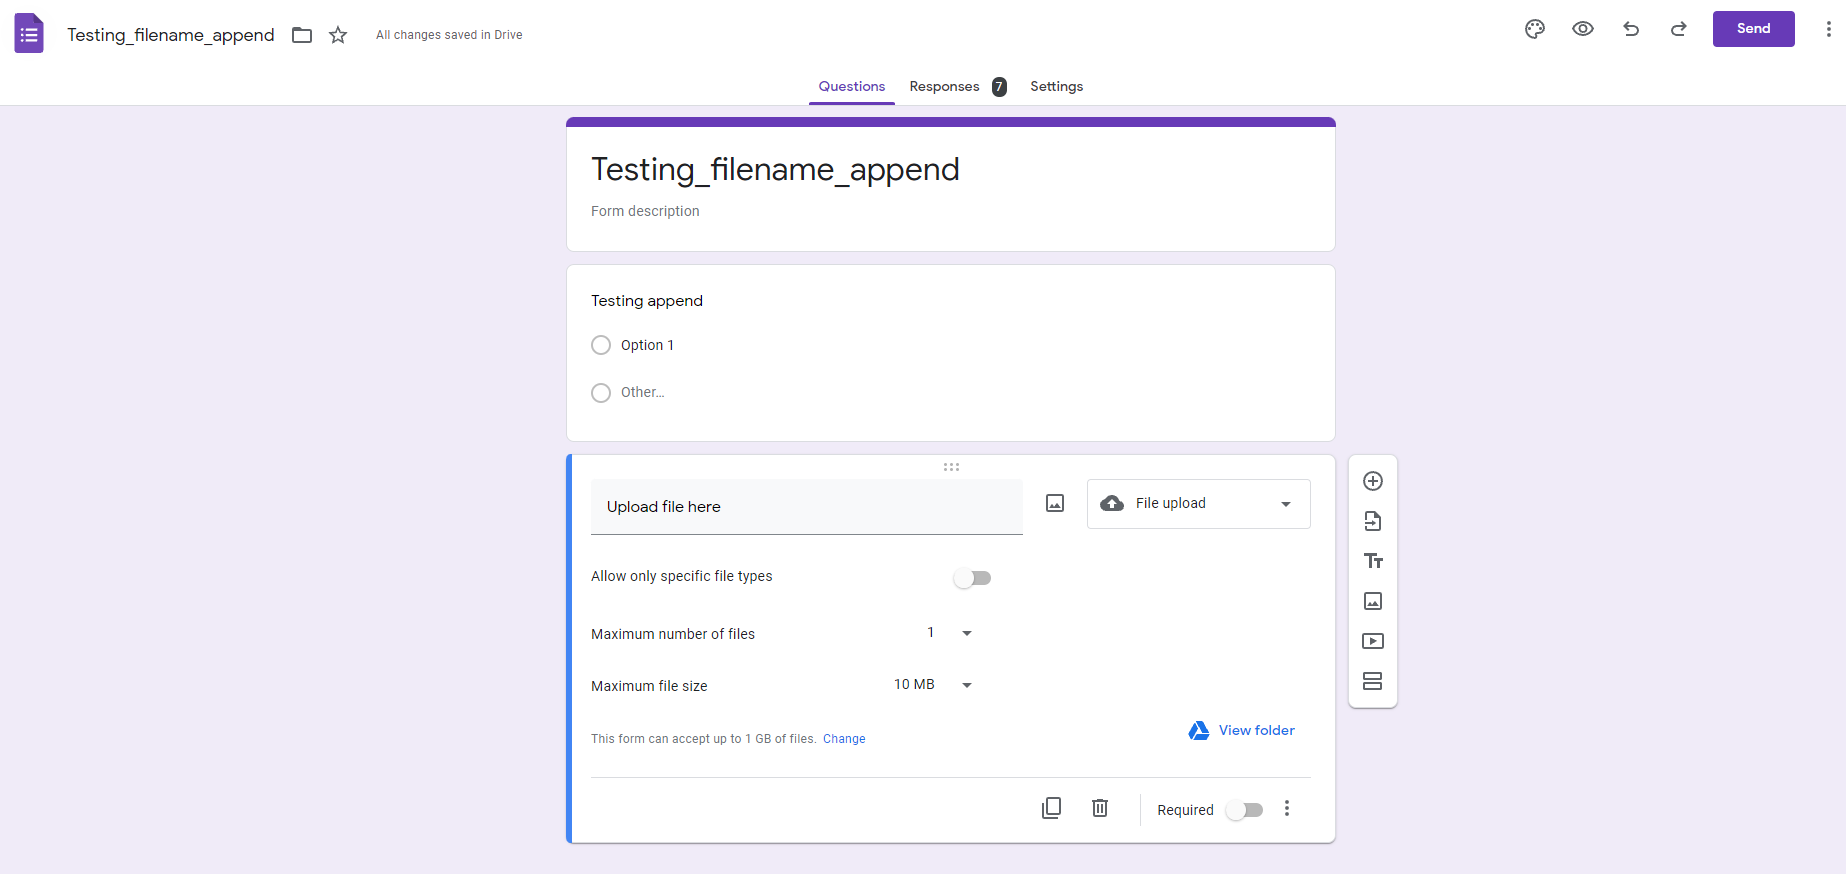 Testing_filename_append
All changes saved in Drive
Send
Questions
Responses 7
Settings
Testing_filename_append
Form description
Testing append
Option 1
Other...
Upload file here
File upload
Allow only specific file types
Maximum number of files 1
Maximum file size 10 MB
This form can accept up to 1 GB of files. Change
View folder
Required